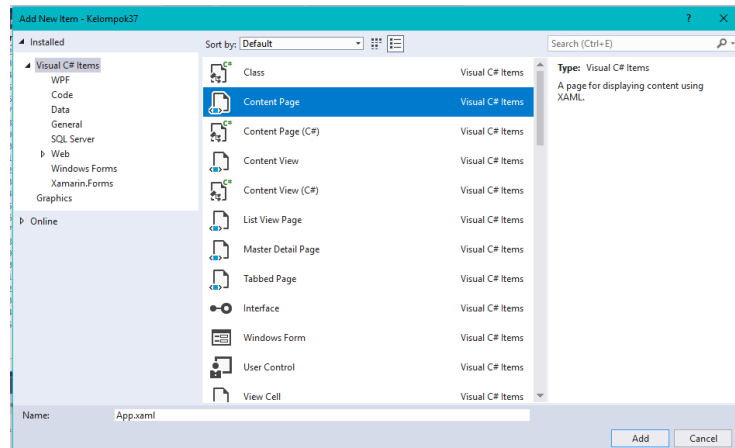 Add New Item - Kelompok37
Installed
Sort by: Default
Search (Ctrl+E)
Visual C# Items
WPF
Code
Data
General
SQL Server
Web
Windows Forms
Xamarin.Forms
Graphics
Online
Class Visual C# Items
Content Page Visual C# Items
Content Page (C#) Visual C# Items
Content View Visual C# Items
Content View (C#) Visual C# Items
List View Page Visual C# Items
Master Detail Page Visual C# Items
Tabbed Page Visual C# Items
Interface Visual C# Items
Windows Form Visual C# Items
User Control Visual C# Items
View Cell Visual C# Items
Type: Visual C# Items
A page for displaying content using
XAML.
Name: App.xaml
Add Cancel